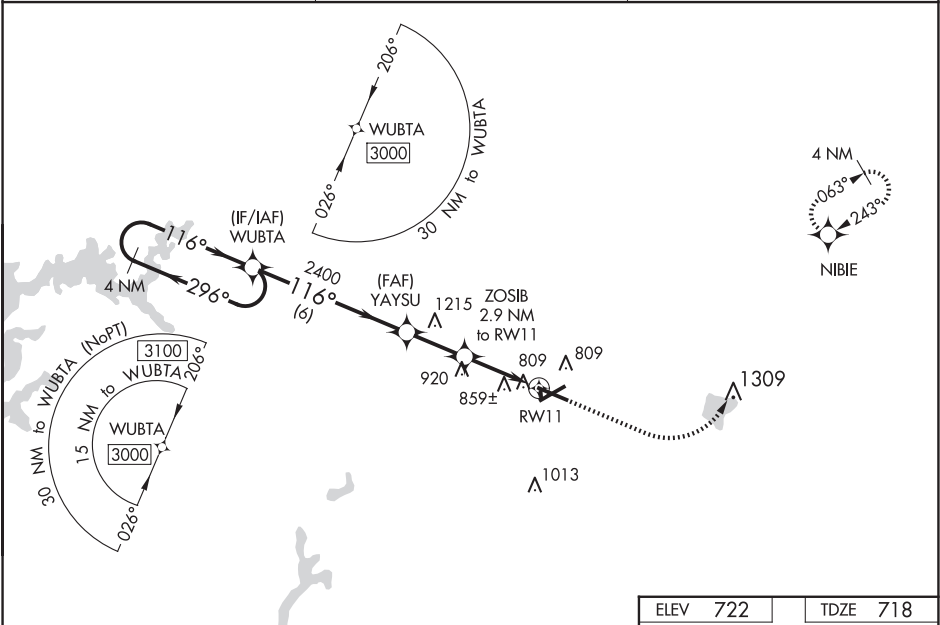 206°
WUBTA
3000
026°
30 NM to WUBTA
4 NM
063°
243°
NIBIE
(IF/IAF)
WUBTA
116°
4 NM
296°
2400
116°
(6)
(FAF)
YAYSU
1215
ZOSIB
2.9 NM
to RW11
920
809
809
859±
RW11
1309
1013
30 NM to WUBTA (NoPT)
3100
15 NM to WUBTA
206°
WUBTA
3000
026°
ELEV 722
TDZE 718